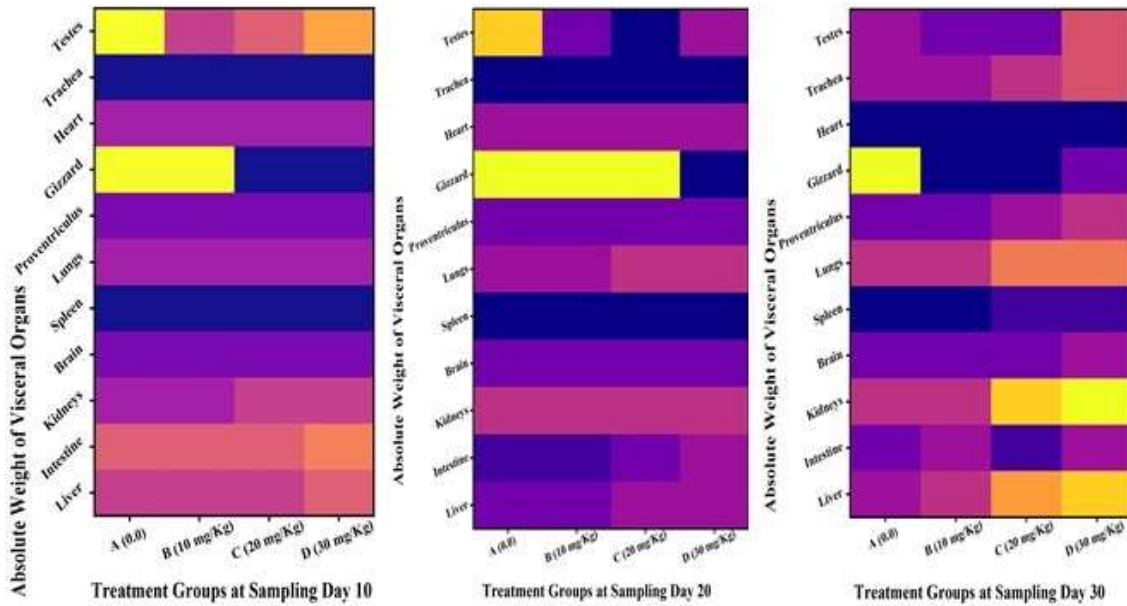 Absolute Weight of Visceral Organs
Testes
Trachea
Heart
Gizzard
Proventriculus
Lungs
Spleen
Brain
Kidneys
Intestine
Liver
A (0.0)
B (10 mg/Kg)
C (20 mg/Kg)
D (30 mg/Kg)
Treatment Groups at Sampling Day 10
Absolute Weight of Visceral Organs
Testes
Trachea
Heart
Gizzard
Proventriculus
Lungs
Spleen
Brain
Kidneys
Intestine
Liver
A (0.0)
B (10 mg/Kg)
C (20 mg/Kg)
D (30 mg/Kg)
Treatment Groups at Sampling Day 20
Absolute Weight of Visceral Organs
Testes
Trachea
Heart
Gizzard
Proventriculus
Lungs
Spleen
Brain
Kidneys
Intestine
Liver
A (0.0)
B (10 mg/Kg)
C (20 mg/Kg)
D (30 mg/Kg)
Treatment Groups at Sampling Day 30